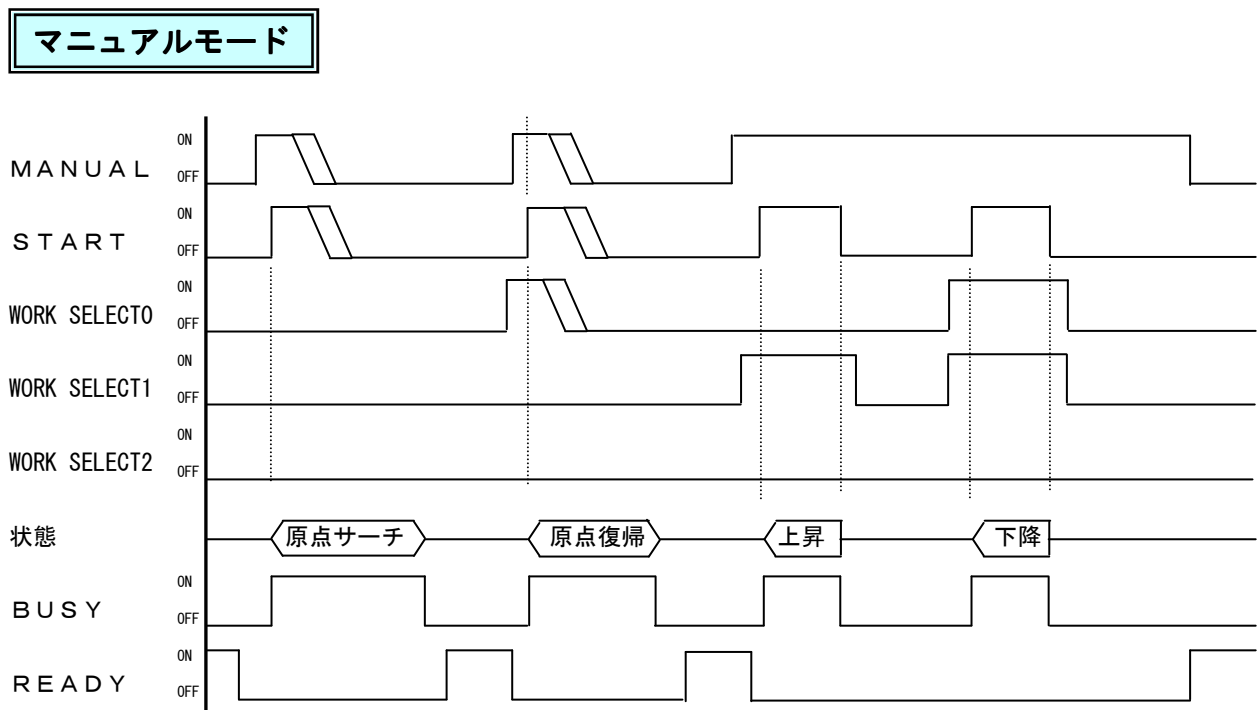 マニュアルモード
ON
ＭＡＮＵＡＬ
OFF
ON
ＳＴＡＲＴ
OFF
ON
WORK SELECT0
OFF
ON
WORK SELECT1
OFF
ON
WORK SELECT2
OFF
状態
原点サーチ
原点復帰
上昇
下降
ON
ＢＵＳＹ
OFF
ON
ＲＥＡＤＹ
OFF